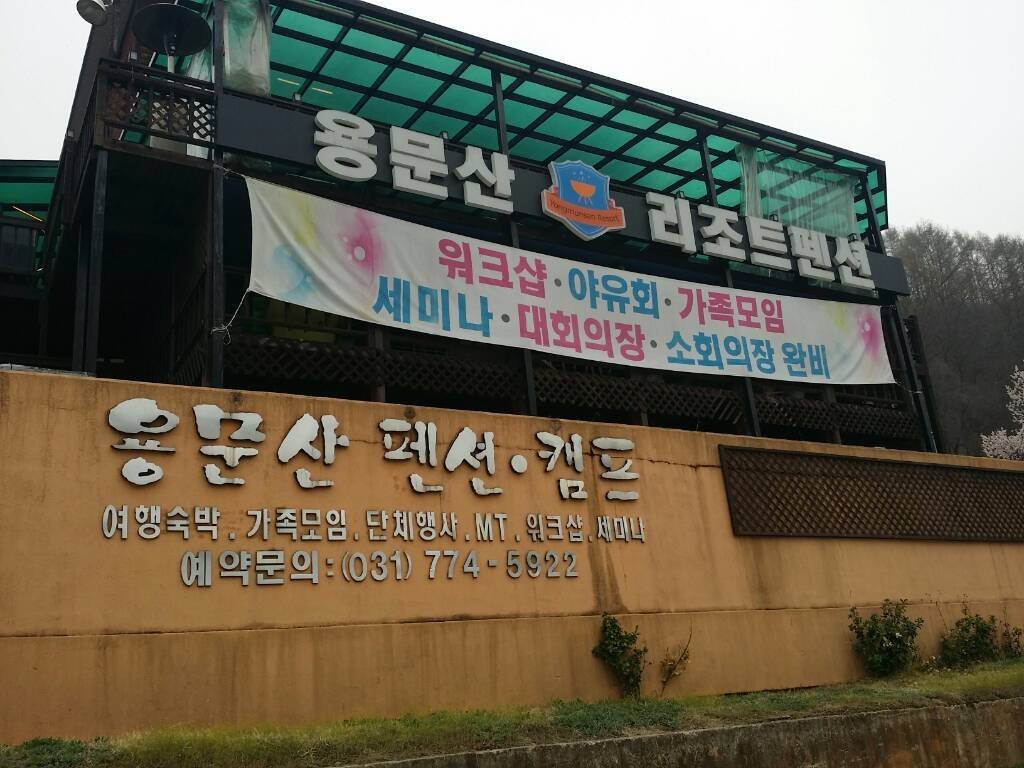 용문산 리조트펜션
Yongmunsan Resort
워크샵·야유회·가족모임
세미나·대회의장·소회의장 완비
용문산 펜션·캠프
여행숙박.가족모임.단체행사.MT.워크샵.세미나
예약문의:(031) 774-5922